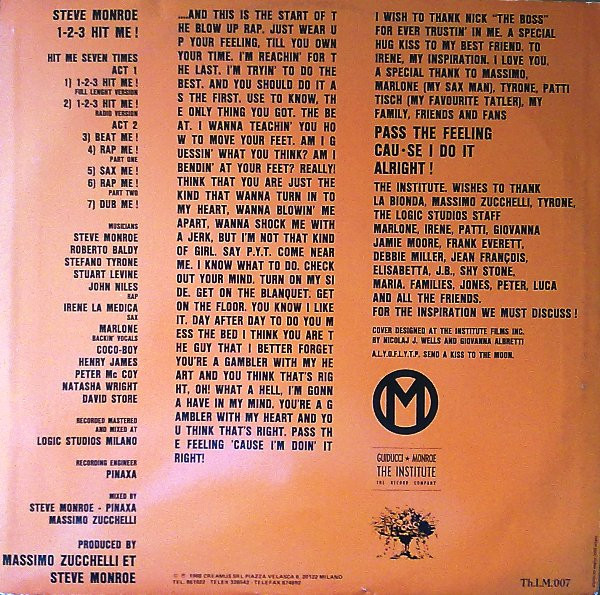 STEVE MONROE
1-2-3 HIT ME!
HIT ME SEVEN TIMES
ACT 1
1) 1-2-3 HIT ME!
FULL LENGHT VERSION
2) 1-2-3 HIT ME!
RADIO VERSION
ACT 2
3) BEAT ME!
4) RAP ME!
PART ONE
5) SAX ME!
6) RAP ME!
PART TWO
7) DUB ME!
MUSICIANS
STEVE MONROE
ROBERTO BALDY
STEFANO TYRONE
STUART LEVINE
JOHN NILES
RAP
IRENE LA MEDICA
SAX
MARLONE
BACKIN' VOCALS
COCO-BOY
HENRY JAMES
PETER Mc COY
NATASHA WRIGHT
DAVID STORE
RECORDED MASTERED
AND MIXED AT
LOGIC STUDIOS MILANO
RECORDING ENGINEER
PINAXA
MIXED BY
STEVE MONROE - PINAXA
MASSIMO ZUCCHELLI
PRODUCED BY
MASSIMO ZUCCHELLI ET
STEVE MONROE
....AND THIS IS THE START OF T
HE BLOW UP RAP. JUST WEAR U
P YOUR FEELING, TILL YOU OWN
YOUR TIME. I'M REACHIN' FOR T
HE LAST. I'M TRYIN' TO DO THE
BEST. AND YOU SHOULD DO IT A
S THE FIRST. USE TO KNOW, TH
E ONLY THING YOU GOT. THE BE
AT. I WANNA TEACHIN' YOU HO
W TO MOVE YOUR FEET. AM I G
UESSIN' WHAT YOU THINK? AM I
BENDIN' AT YOUR FEET? REALLY!
THINK THAT YOU ARE JUST THE
KIND THAT WANNA TURN IN TO
MY HEART, WANNA BLOWIN' ME
APART, WANNA SHOCK ME WITH
A JERK, BUT I'M NOT THAT KIND
OF GIRL. SAY P.Y.T. COME NEAR
ME. I KNOW WHAT TO DO. CHECK
OUT YOUR MIND. TURN ON MY SI
DE. GET ON THE BLANQUET. GET
ON THE FLOOR. YOU KNOW I LIKE
IT. DAY AFTER DAY TO DO YU M
ESS THE BED I THINK YOU ARE T
HE GUY THAT I BETTER FORGET
YOU'RE A GAMBLER WITH MY HE
ART AND YOU THINK THAT'S RIG
HT, OH! WHAT A HELL, I'M GONN
A HAVE IN MY MIND. YOU'RE A G
AMBLER WITH MY HEART AND YO
U THINK THAT'S RIGHT. PASS TH
E FEELING 'CAUSE I'M DOIN' IT
RIGHT!
I WISH TO THANK NICK "THE BOSS"
FOR EVER TRUSTIN' IN ME. A SPECIAL
HUG KISS TO MY BEST FRIEND. TO
IRENE, MY INSPIRATION. I LOVE YOU.
A SPECIAL THANK TO MASSIMO,
MARLONE (MY SAX MAN), TYRONE, PATTI
TISCH (MY FAVOURITE TATLER), MY
FAMILY, FRIENDS AND FANS
PASS THE FEELING
CAU·SE I DO IT
ALRIGHT!
THE INSTITUTE. WISHES TO THANK
LA BIONDA, MASSIMO ZUCCHELLI, TYRONE,
THE LOGIC STUDIOS STAFF
MARLONE, IRENE, PATTI, GIOVANNA
JAMIE MOORE, FRANK EVERETT,
DEBBIE MILLER, JEAN FRANÇOIS,
ELISABETTA, J.B., SHY STONE,
MARIA. FAMILIES, JONES, PETER, LUCA
AND ALL THE FRIENDS.
FOR THE INSPIRATION WE MUST DISCUSS!
COVER DESIGNED AT THE INSTITUTE FILMS INC.
BY NICOLAJ J. WELLS AND GIOVANNA ALBRETTI
A.L.Y.O.F.L.Y.T.P. SEND A KISS TO THE MOON.
M
GUIDUCCI ★ MONROE
THE INSTITUTE
THE RECORD COMPANY
© ℗ 1988 CREAMUS SRL PIAZZA VELASCA 6, 20122 MILANO
Th.I.M.007